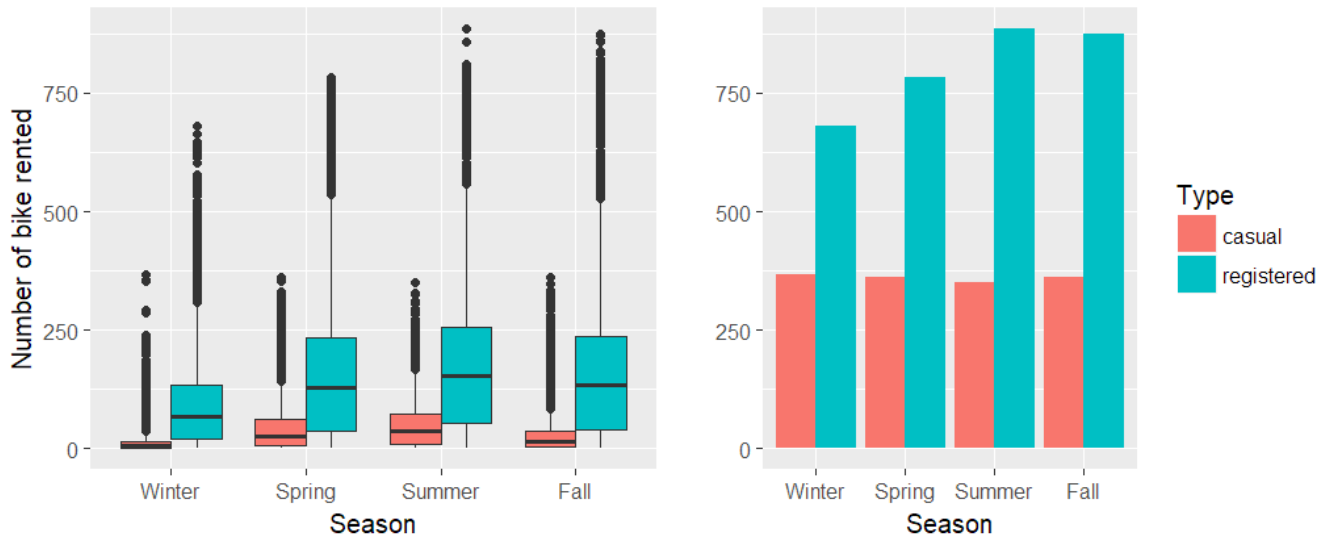 Number of bike rented
750
500
250
0
Winter
Spring
Summer
Fall
Season
750
500
250
0
Winter
Spring
Summer
Fall
Season
Type
casual
registered